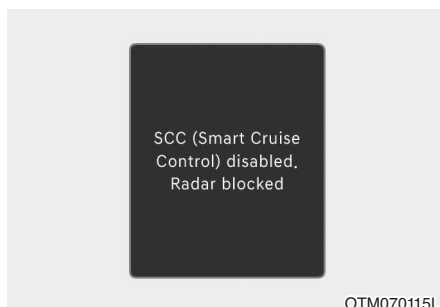 SCC (Smart Cruise
Control) disabled.
Radar blocked
OTM070115L